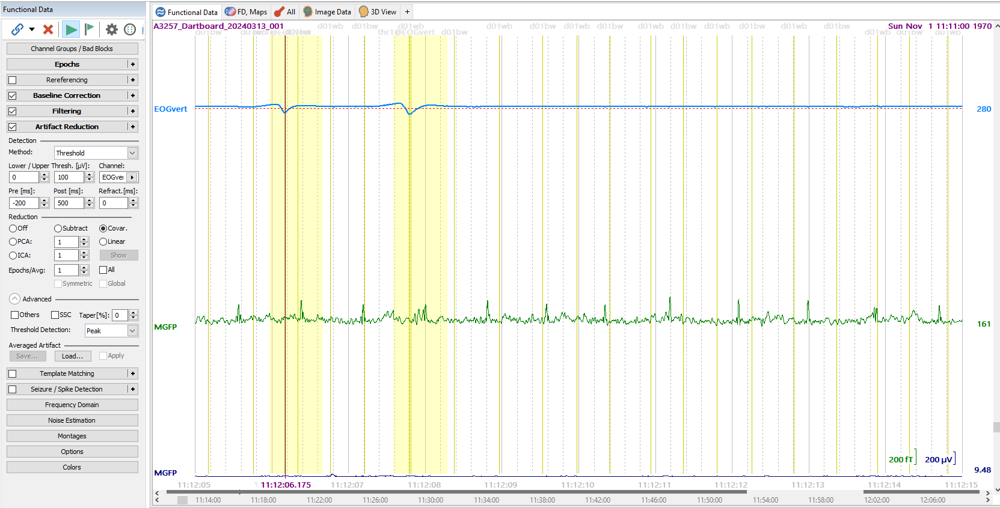 Functional Data
Functional Data FD, Maps All Image Data 3D View +
Channel Groups / Bad Blocks
Epochs +
Rereferencing +
Baseline Correction +
Filtering +
Artifact Reduction +
Detection
Method: Threshold
Lower / Upper Thresh. [µV]: Channel:
0 100 EOGver
Pre [ms]: Post [ms]: Refract.[ms]:
-200 500 0
Reduction
Off Subtract Covar.
PCA: 1 Linear
ICA: 1 Show
Epochs/Avg: 1 All
Symmetric Global
Advanced
Others SSC Taper[%]: 0
Threshold Detection: Peak
Averaged Artifact
Save... Load... Apply
Template Matching +
Seizure / Spike Detection +
Frequency Domain
Noise Estimation
Montages
Options
Colors
A3257_Dartboard_20240313_001
d01wb d01bw d01wb d01bw d01wb d01bw d01wb d01bw d01wb d01bw d01wb d01bw d01wb
Sun Nov 1 11:11:00 1970
d01bw thr1@EOGvert d01bw d01wb d01bw d01wb
EOGvert 280
MGFP 161
200 fT 200 µV
MGFP 9.48
11:12:05 11:12:06.175 11:12:07 11:12:08 11:12:09 11:12:10 11:12:11 11:12:12 11:12:13 11:12:14 11:12:15
11:14:00 11:18:00 11:22:00 11:26:00 11:30:00 11:34:00 11:38:00 11:42:00 11:46:00 11:50:00 11:54:00 11:58:00 12:02:00 12:06:00